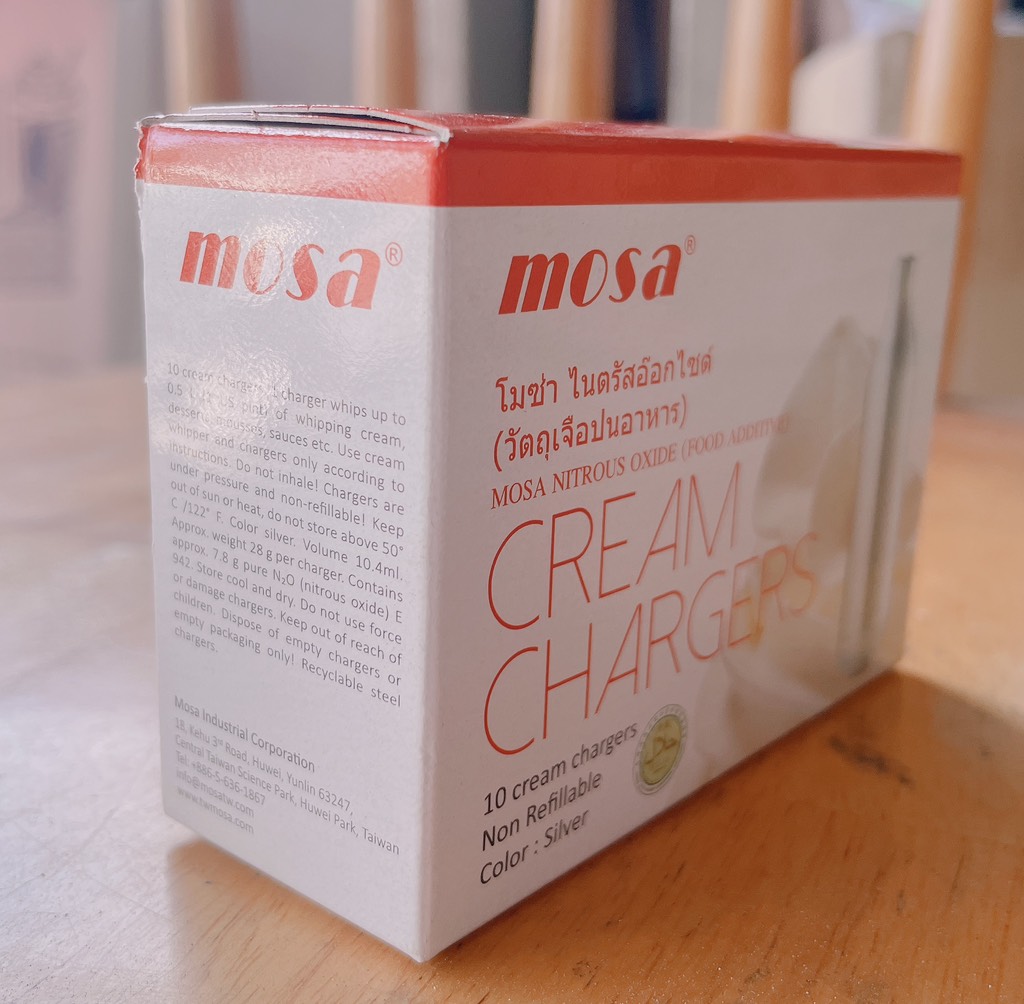 mosa®
10 cream chargers. 1 charger whips up to
0.5 L (1 US pint) of whipping cream,
desserts, mousses, sauces etc. Use cream
whipper and chargers only according to
instructions. Do not inhale! Chargers are
under pressure and non-refillable! Keep
out of sun or heat, do not store above 50°
C /122° F. Color silver. Volume 10.4ml.
Approx. weight 28 g per charger. Contains
approx. 7.8 g pure N₂O (nitrous oxide) E
942. Store cool and dry. Do not use force
or damage chargers. Keep out of reach of
children. Dispose of empty chargers or
empty packaging only! Recyclable steel
chargers.
Mosa Industrial Corporation
18, Kehu 3rd Road, Huwei, Yunlin 63247,
Central Taiwan Science Park, Huwei Park, Taiwan
Tel: +886-5-636-1867
info@mosatw.com
www.twmosa.com
mosa®
โมซ่า ไนตรัสอ๊อกไซด์
(วัตถุเจือปนอาหาร)
MOSA NITROUS OXIDE (FOOD ADDITIVE)
CREAM
CHARGERS
10 cream chargers
Non Refillable
Color : Silver